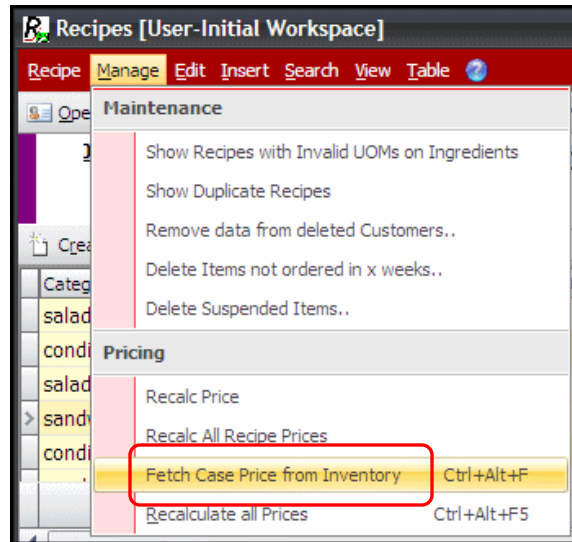 Recipes [User-Initial Workspace]
Recipe Manage Edit Insert Search View Table
Ope
Maintenance
Show Recipes with Invalid UOMs on Ingredients
Show Duplicate Recipes
Remove data from deleted Customers..
Crea
Delete Items not ordered in x weeks..
Categ
Delete Suspended Items..
salad
condi
Pricing
salad
Recalc Price
sandv
Recalc All Recipe Prices
condi
Fetch Case Price from Inventory Ctrl+Alt+F
Recalculate all Prices Ctrl+Alt+F5